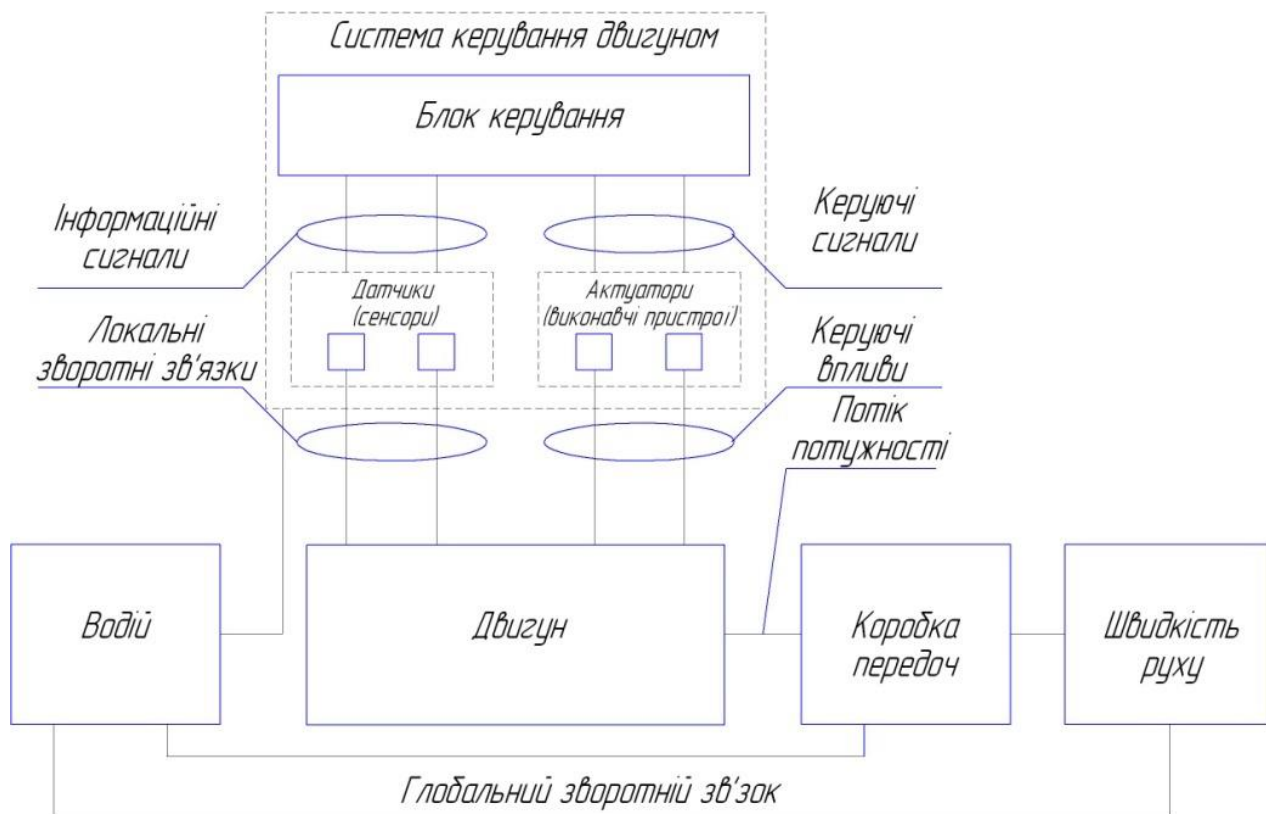 Система керування двигуном
Блок керування
Інформаційні
сигнали
Керуючі
сигнали
Датчики
(сенсори)
Актуатори
(виконавчі пристрої)
Локальні
зворотні зв'язки
Керуючі
впливи
Потік
потужності
Водій
Двигун
Коробка
передач
Швидкість
руху
Глобальний зворотній зв'зок